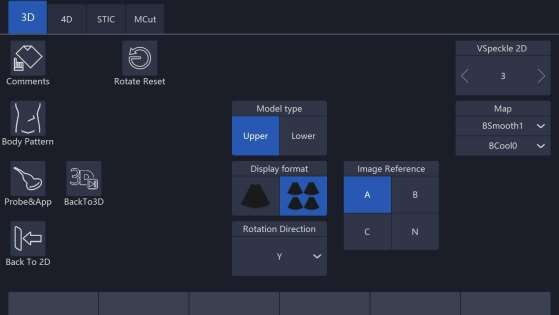 3D
4D
STIC
MCut
Comments
Rotate Reset
VSpeckle 2D
3
Body Pattern
Model type
Upper
Lower
Map
BSmooth1
BCool0
Probe&App
3D
BackTo3D
Display format
Image Reference
A
B
C
N
Back To 2D
Rotation Direction
Y